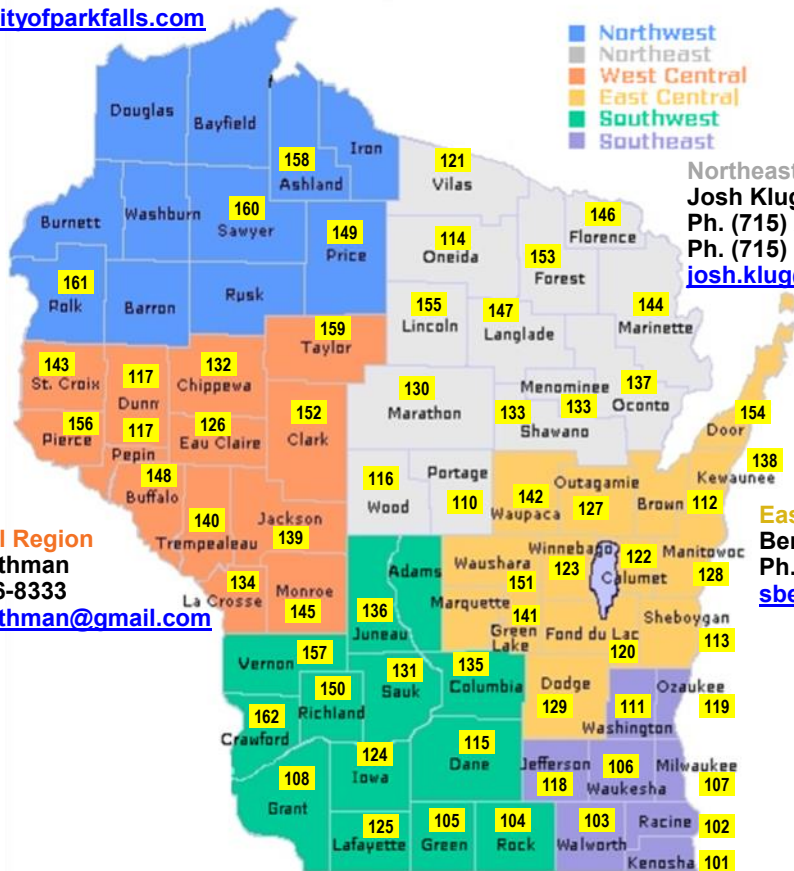 ityofparkfalls.com
Northwest
Northeast
West Central
East Central
Southwest
Southeast
Douglas
Bayfield
Iron
158
Ashland
121
Vilas
Northeast
Josh Klug
Ph. (715)
Ph. (715)
josh.klug
Burnett
Washburn
160
Sawyer
149
Price
114
Oneida
146
Florence
153
Forest
161
Polk
Barron
Rusk
155
Lincoln
147
Langlade
144
Marinette
159
Taylor
143
St. Croix
117
Dunn
132
Chippewa
130
Marathon
Menominee
133
137
Oconto
133
Shawano
156
Pierce
117
Pepin
126
Eau Claire
152
Clark
154
Door
138
Kewaunee
148
Buffalo
116
Wood
Portage
110
142
Waupaca
Outagamie
127
Brown
112
l Region
thman
6-8333
thman@gmail.com
140
Trempealeau
Jackson
139
Eas
Ber
Ph.
sbe
Adams
Waushara
151
Winnebago
123
122
Calumet
Manitowoc
128
134
La Crosse
Monroe
145
136
Juneau
Marquette
141
Green
Lake
Fond du Lac
120
Sheboygan
113
Vernon
157
131
Sauk
135
Columbia
Dodge
129
111
Washington
Ozaukee
119
150
Richland
162
Crawford
124
Iowa
115
Dane
Jefferson
118
106
Waukesha
Milwaukee
107
108
Grant
125
Lafayette
105
Green
104
Rock
103
Walworth
Racine
102
Kenosha
101